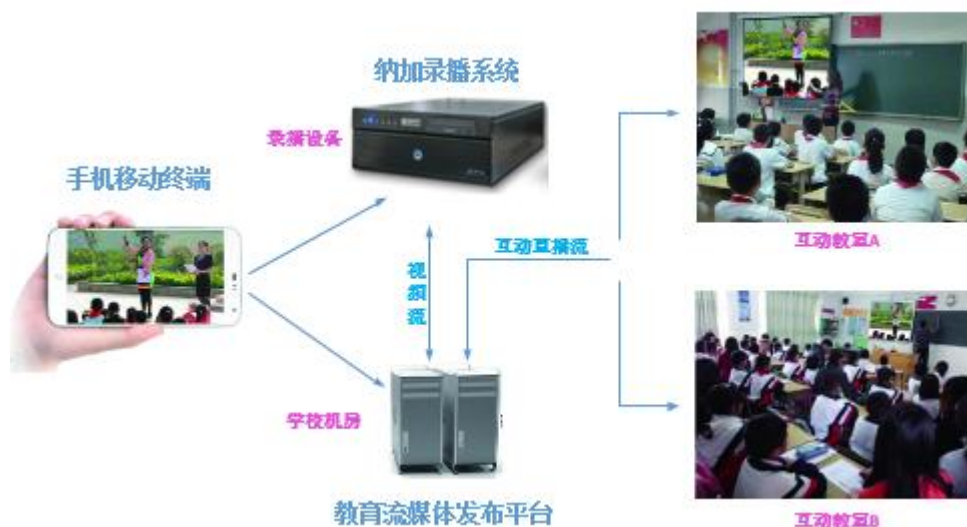 纳加录播系统
录播设备
手机移动终端
互动教室A
互动直播流
视频流
学校机房
教育流媒体发布平台
互动教室B